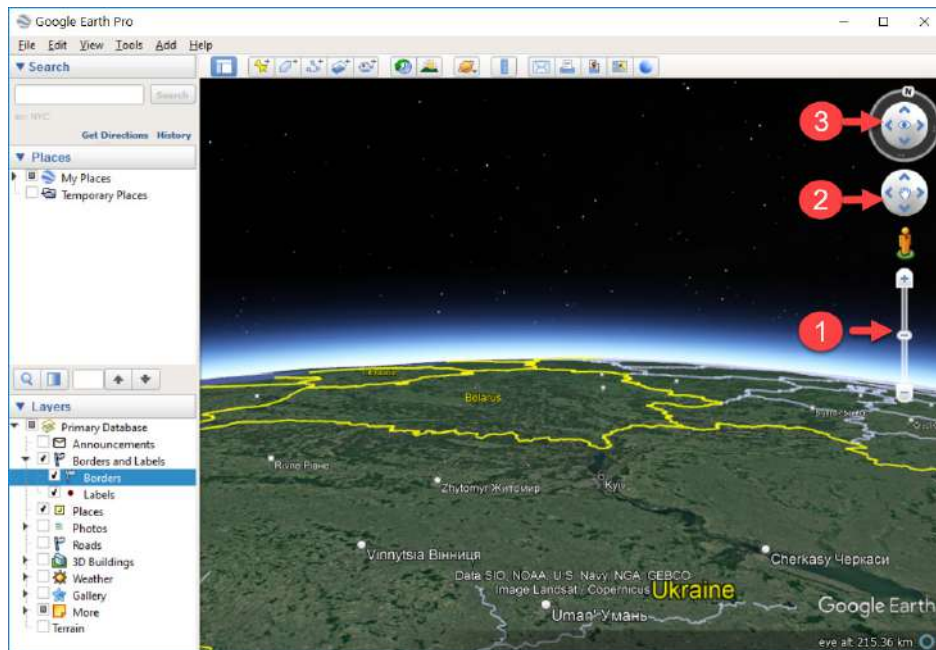 Google Earth Pro
File Edit View Tools Add Help
Search
Search
Get Directions History
Places
My Places
Temporary Places
Layers
Primary Database
Announcements
Borders and Labels
Borders
Labels
Places
Photos
Roads
3D Buildings
Weather
Gallery
More
Terrain
N
3
2
1
Belarus
Rivne Рівне
Zhytomyr Житомир
Kyiv
Vinnytsia Вінниця
Cherkasy Черкаси
Data SIO, NOAA, U.S. Navy, NGA, GEBCO
Image Landsat / Copernicus
Ukraine
Uman' Умань
Google Earth
eye alt 215.36 km